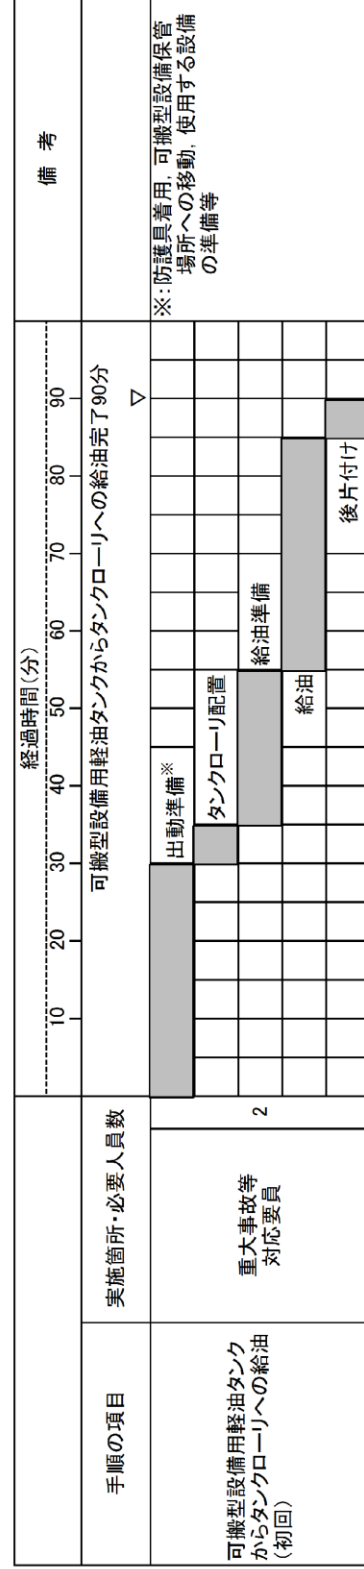 経過時間(分)
備 考
10 20 30 40 50 60 70 80 90
手順の項目
実施箇所・必要人員数
可搬型設備用軽油タンクからタンクローリへの給油完了90分
▽
可搬型設備用軽油タンク
からタンクローリへの給油
(初回)
重大事故等
対応要員
2
出動準備※
タンクローリ配置
給油準備
給油
後片付け
※:防護具着用,可搬型設備保管
場所への移動,使用する設備
の準備等